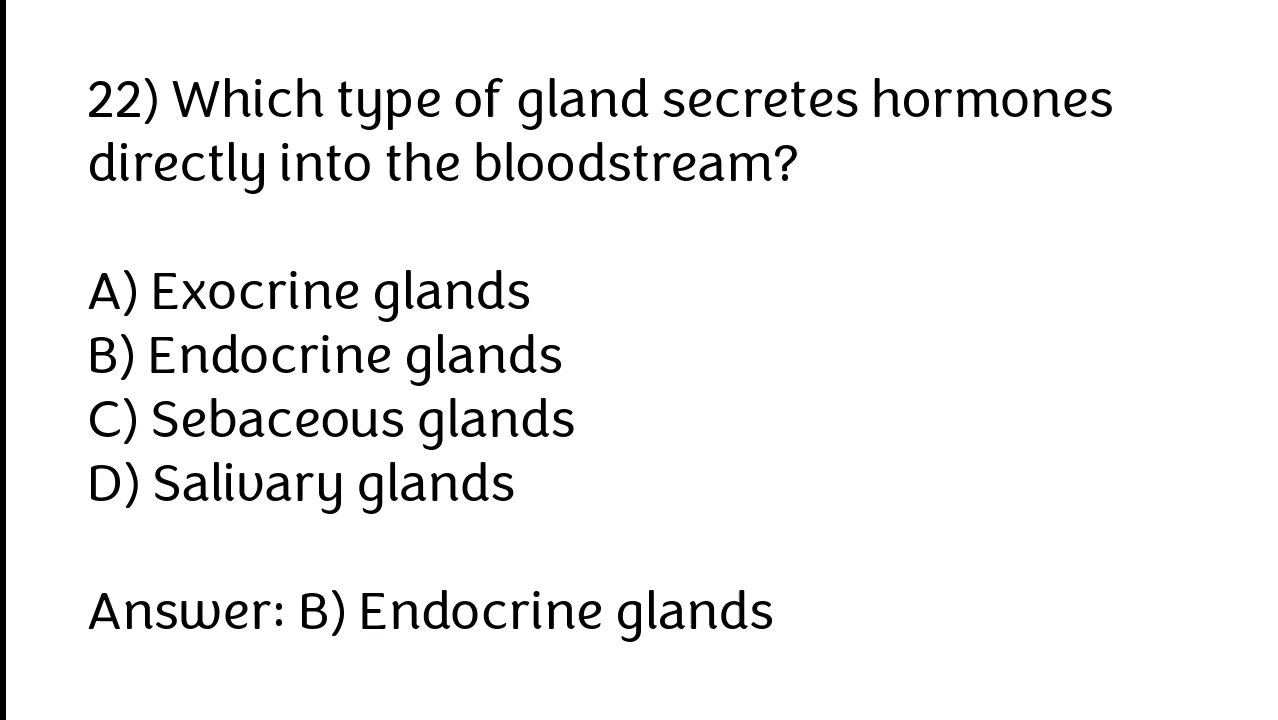 22) Which type of gland secretes hormones
directly into the bloodstream?
A) Exocrine glands
B) Endocrine glands
C) Sebaceous glands
D) Salivary glands
Answer: B) Endocrine glands